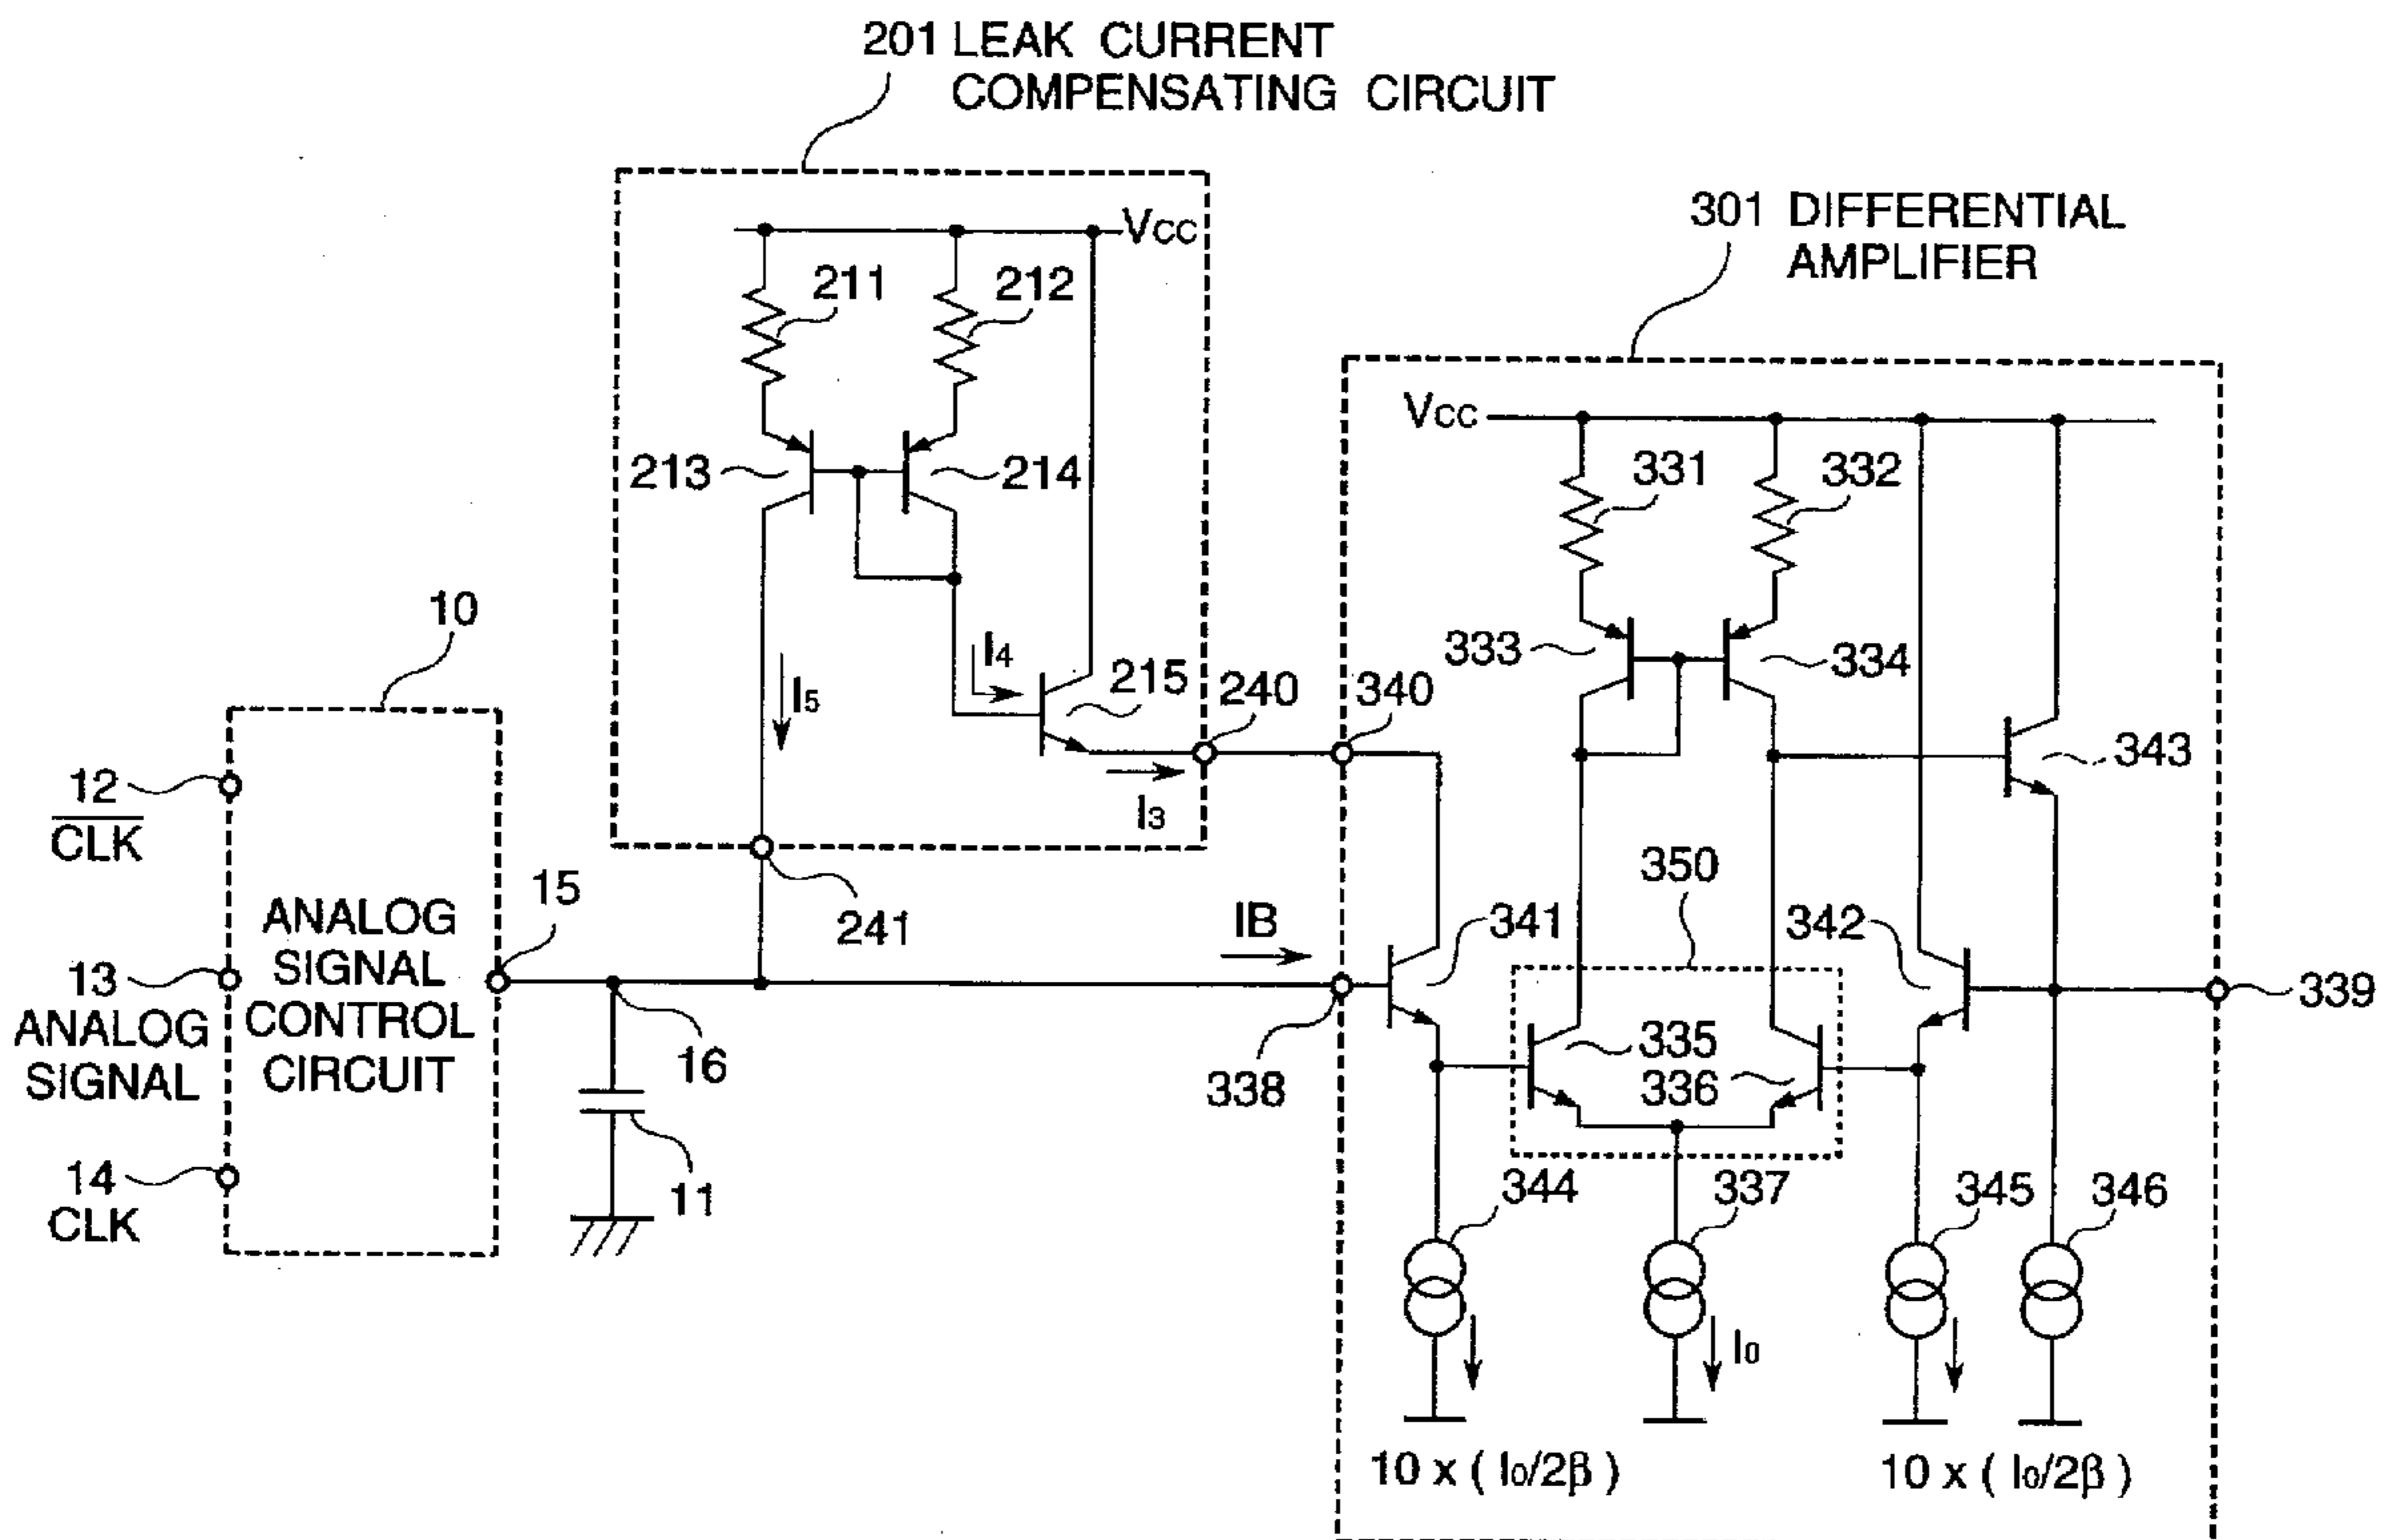 201 LEAK CURRENT
COMPENSATING CIRCUIT
301 DIFFERENTIAL
AMPLIFIER
VCC
211
212
VCC
213
214
331
332
10
I4
215
240
340
333
334
I5
343
I3
12
CLK
15
350
241
IB
341
342
13
ANALOG
SIGNAL
ANALOG
SIGNAL
CONTROL
CIRCUIT
339
16
335
336
338
14
CLK
11
344
337
345
346
I0
10 x ( I0/2β )
10 x ( I0/2β )